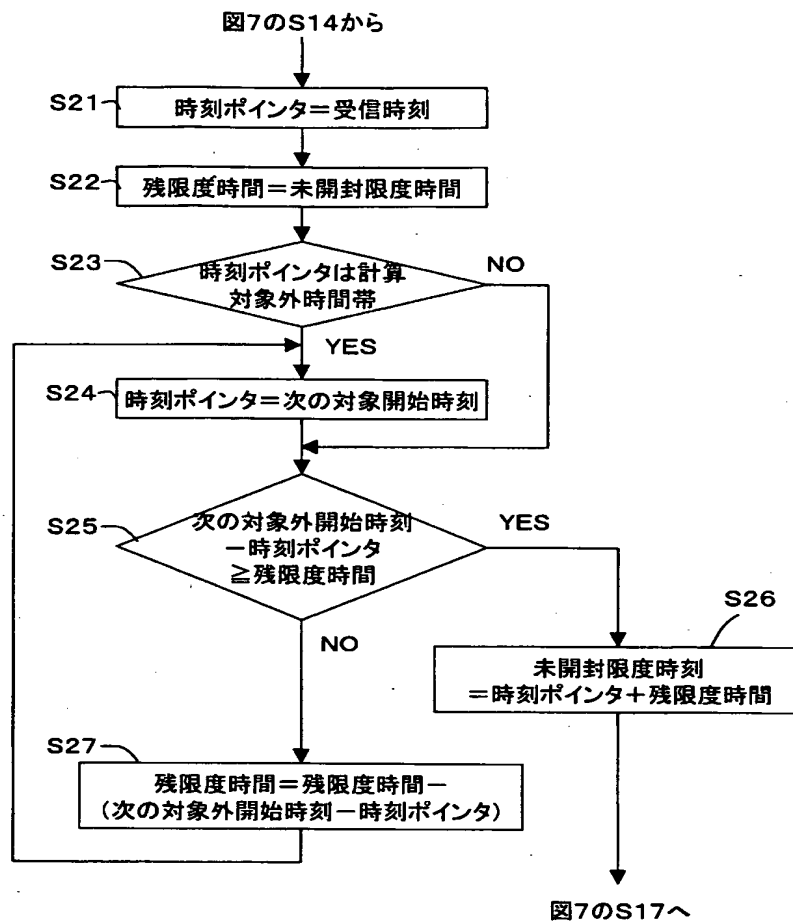 図7のS14から
S21
時刻ポインタ＝受信時刻
S22
残限度時間＝未開封限度時間
S23
時刻ポインタは計算
対象外時間帯
NO
YES
S24
時刻ポインタ＝次の対象開始時刻
S25
次の対象外開始時刻
－時刻ポインタ
≧残限度時間
YES
NO
S26
未開封限度時刻
＝時刻ポインタ＋残限度時間
S27
残限度時間＝残限度時間－
（次の対象外開始時刻－時刻ポインタ）
図7のS17へ